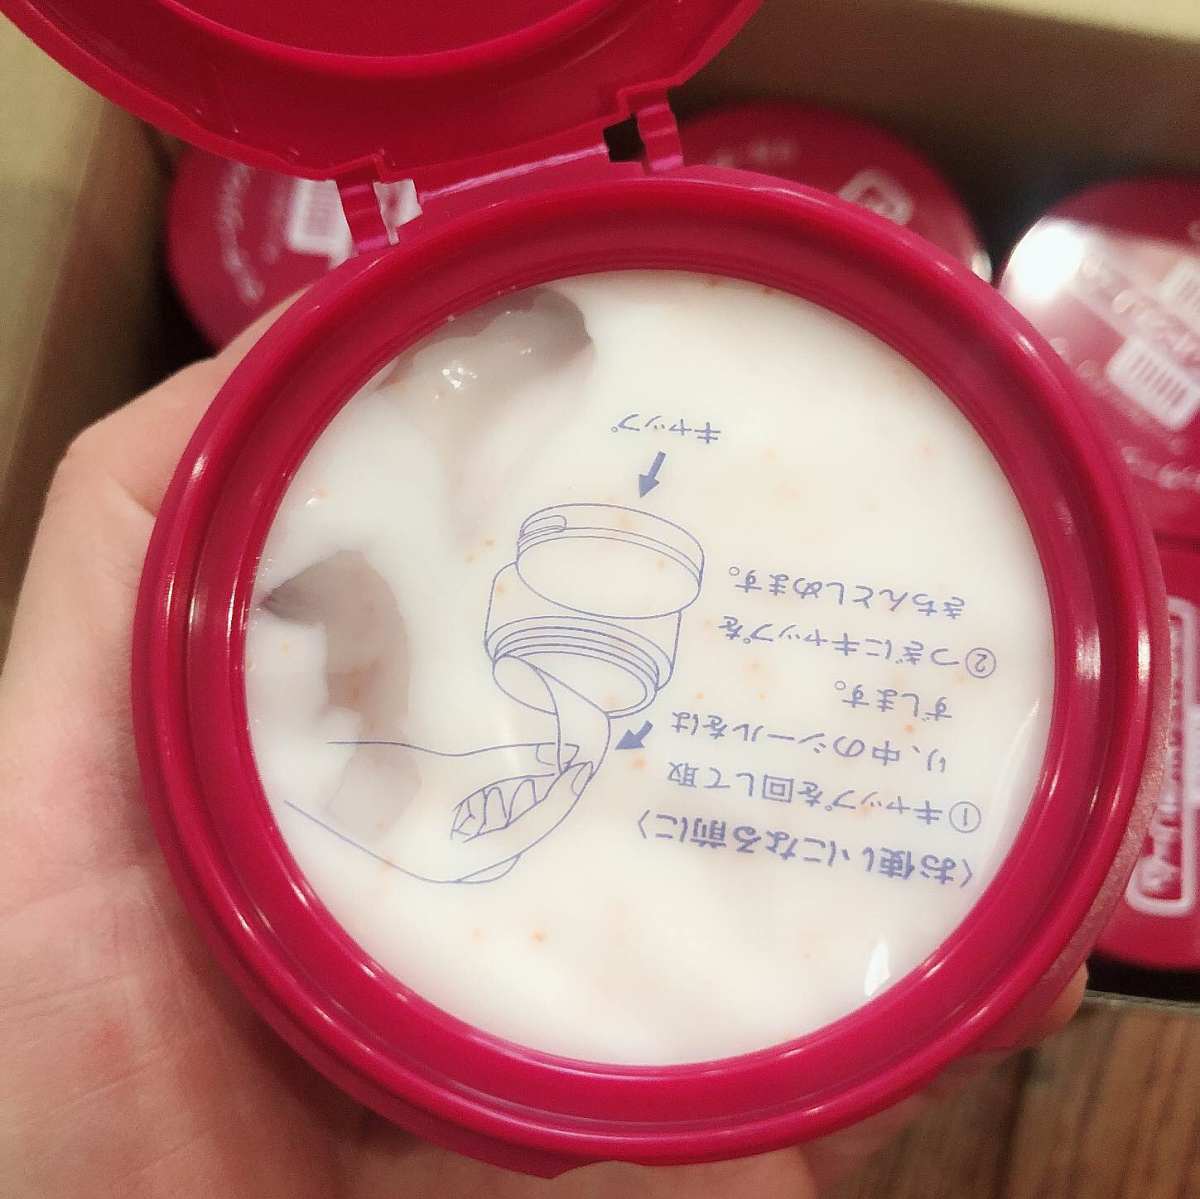 〈お使いになる前に〉
①キャップを回して取
り、中のシールをは
ずします。
②つぎにキャップを
きちんとしめます。
キャップ